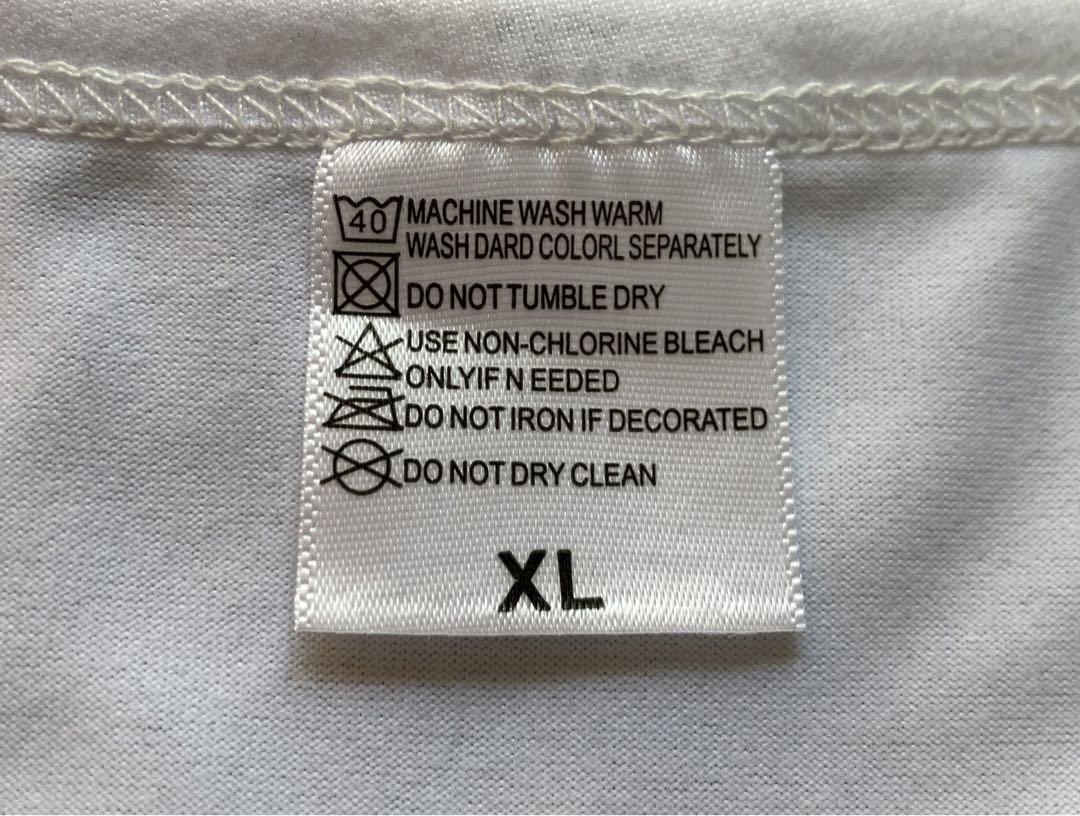 40 MACHINE WASH WARM
WASH DARD COLORL SEPARATELY
DO NOT TUMBLE DRY
USE NON-CHLORINE BLEACH
ONLYIF N EEDED
DO NOT IRON IF DECORATED
DO NOT DRY CLEAN
XL